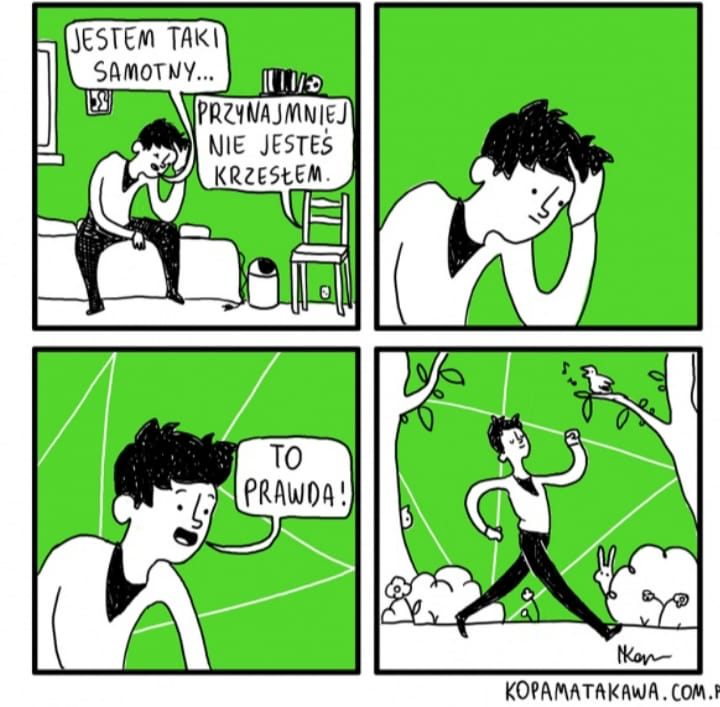 JESTEM TAKI
SAMOTNY...
PRZYNAJMNIEJ
NIE JESTEŚ
KRZESŁEM.
TO
PRAWDA!
KOPAMATAKAWA.COM.P